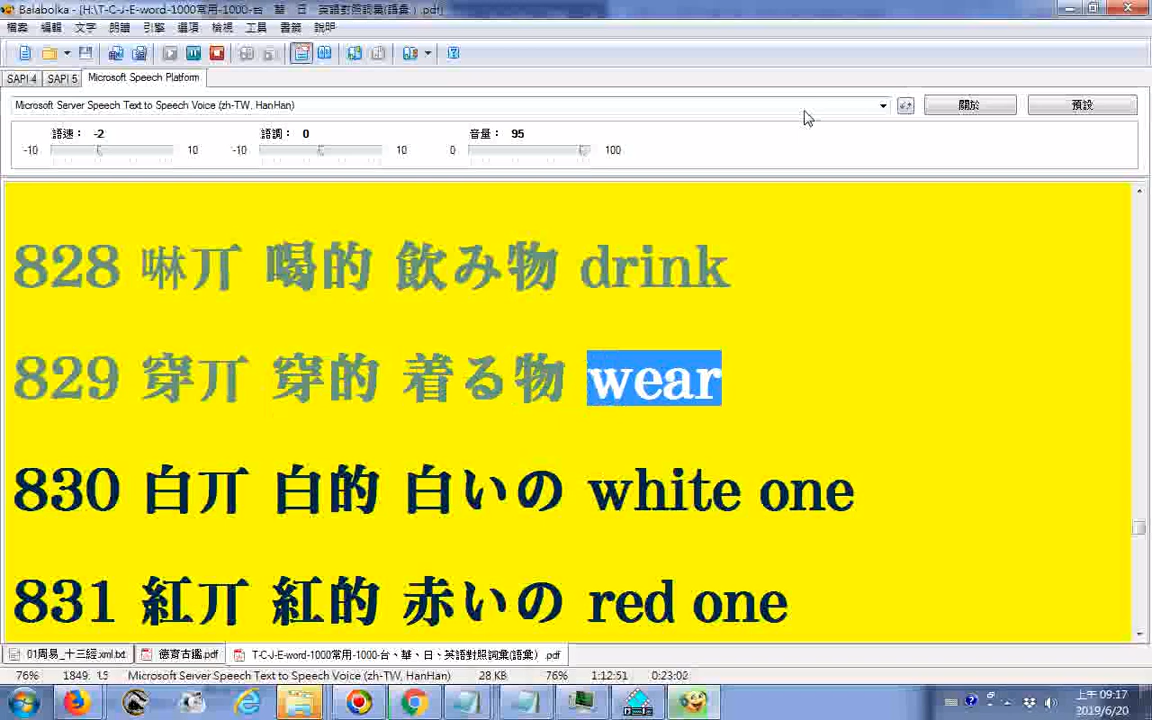 Balabolka - [H:\T-C-J-E-word-1000常用-1000-台、華、日、英語對照詞彙(語彙).pdf]
檔案 編輯 文字 朗讀 引擎 選項 檢視 工具 書籤 說明
SAPI 4 SAPI 5 Microsoft Speech Platform
Microsoft Server Speech Text to Speech Voice (zh-TW, HanHan) 關於 預設
語速： -2 語調： 0 音量： 95
-10 10 -10 10 0 100
828 啉丌 喝的 飲み物 drink
829 穿丌 穿的 着る物 wear
830 白丌 白的 白いの white one
831 紅丌 紅的 赤いの red one
01周易_十三經.xml.txt 德育古鑑.pdf T-C-J-E-word-1000常用-1000-台、華、日、英語對照詞彙(語彙).pdf
76% Microsoft Server Speech Text to Speech Voice (zh-TW, HanHan) 28 KB 76% 1:12:51 0:23:02
上午 09:17
2019/6/20